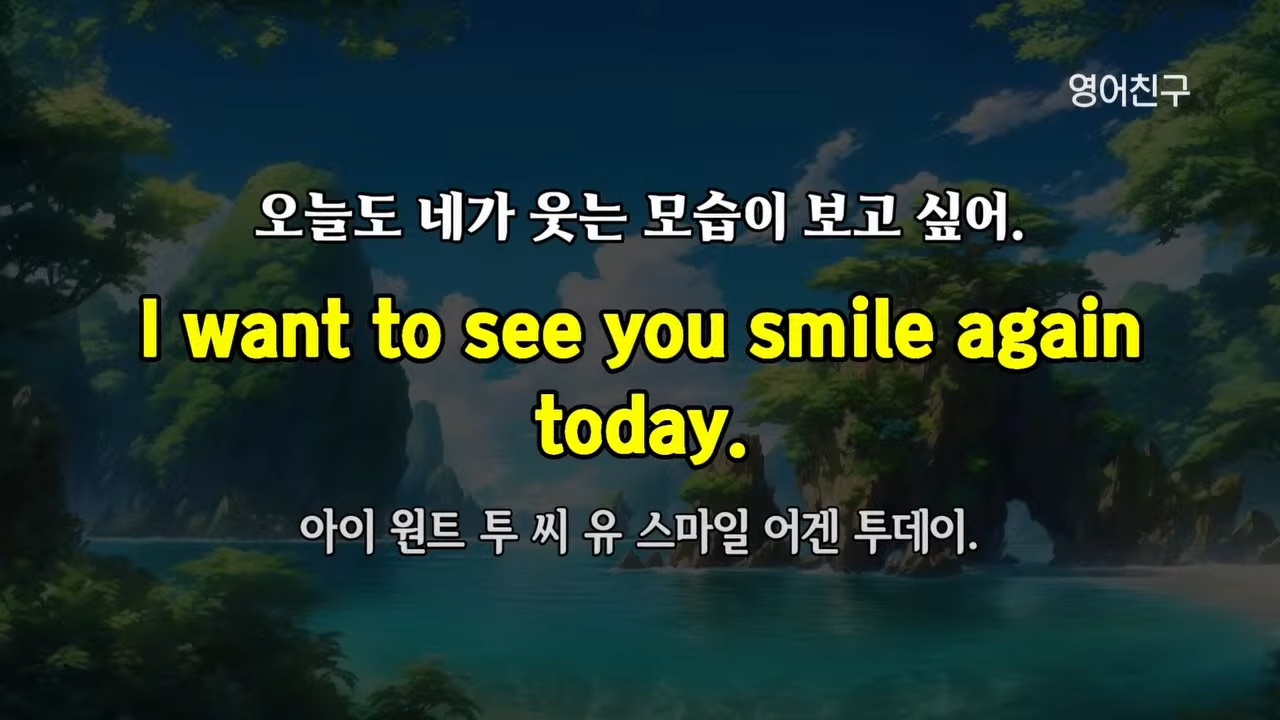 영어친구
오늘도 네가 웃는 모습이 보고 싶어.
I want to see you smile again
today.
아이 원트 투 씨 유 스마일 어겐 투데이.